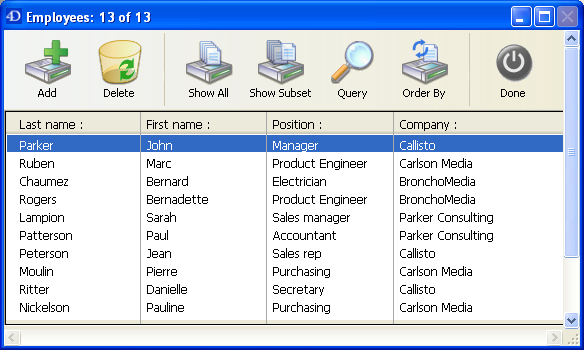 4D Employees: 13 of 13
Add Delete Show All Show Subset Query Order By Done
Last name : First name : Position : Company :
Parker John Manager Callisto
Ruben Marc Product Engineer Carlson Media
Chaumez Bernard Electrician BronchoMedia
Rogers Bernadette Product Engineer BronchoMedia
Lampion Sarah Sales manager Parker Consulting
Patterson Paul Accountant Parker Consulting
Peterson Jean Sales rep Callisto
Moulin Pierre Purchasing Carlson Media
Ritter Danielle Secretary Callisto
Nickelson Pauline Purchasing Carlson Media